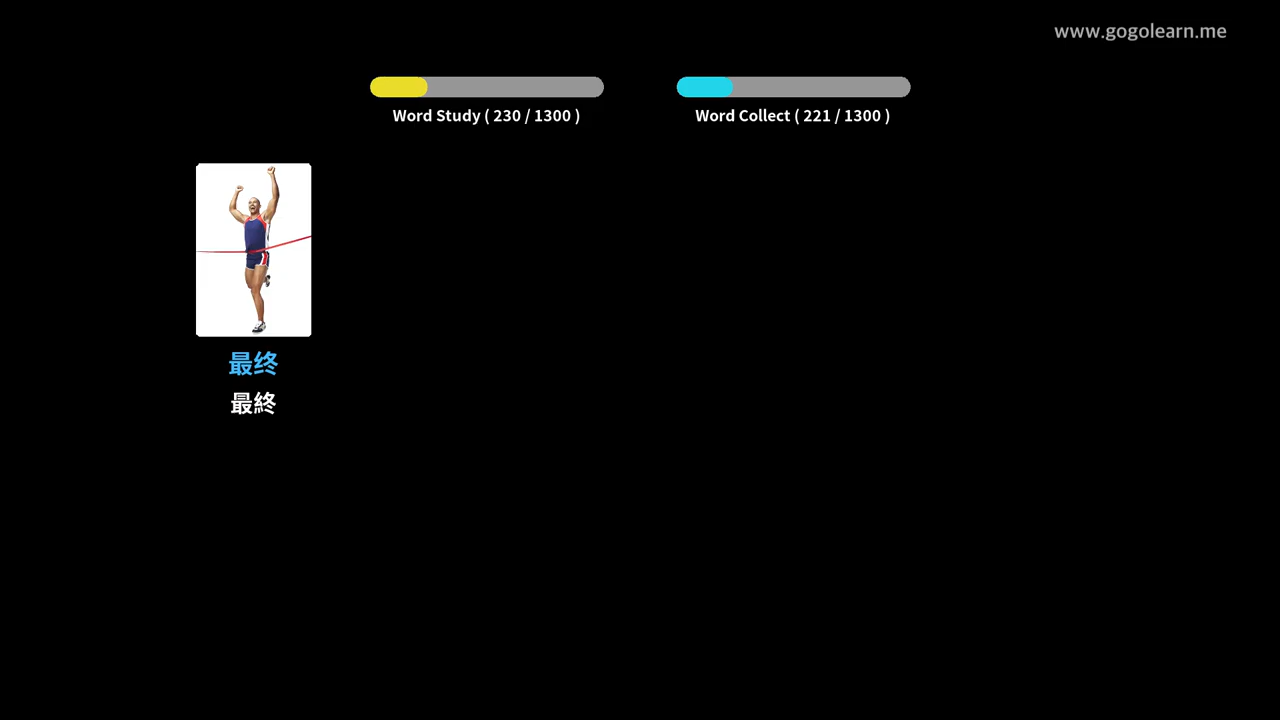 www.gogolearn.me
Word Study ( 230 / 1300 )
Word Collect ( 221 / 1300 )
最终
最終